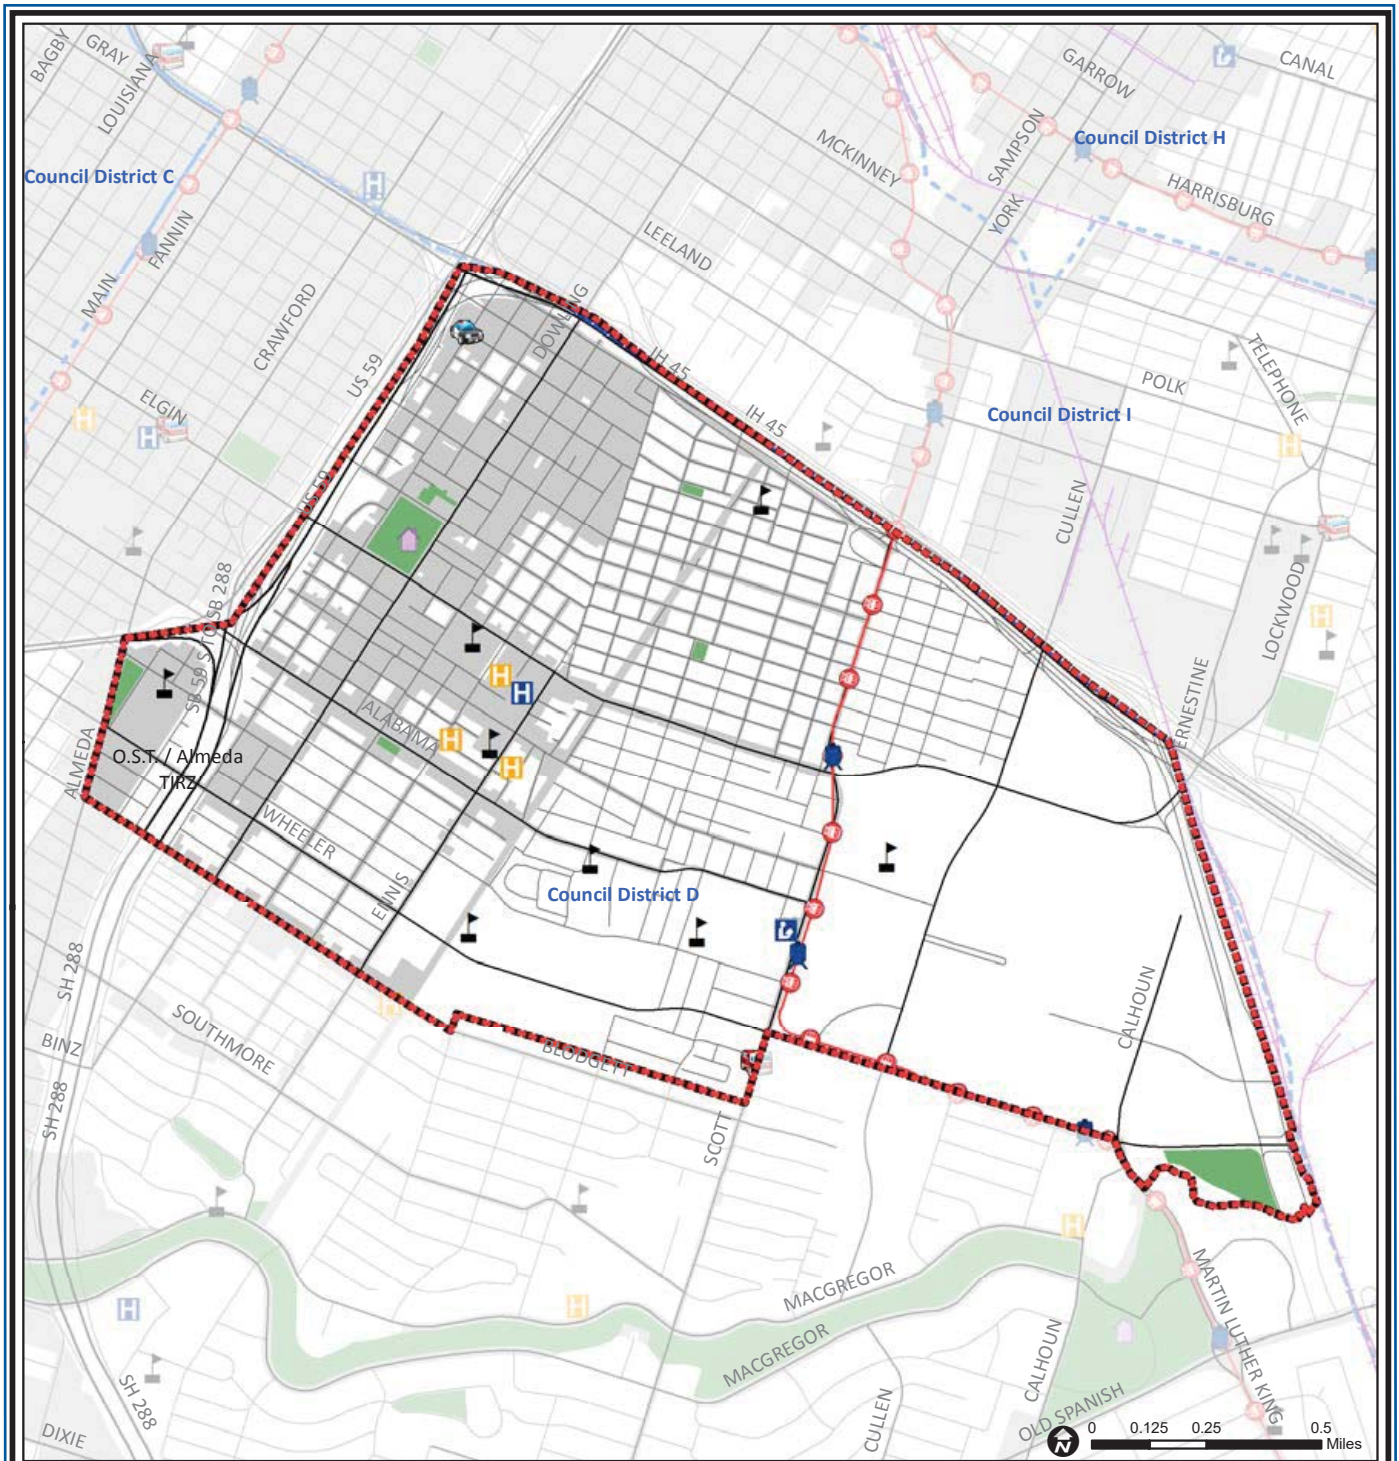 BAGBY
GRAY
LOUISIANA
CANAL
GARROW
Council District H
MCKINNEY
SAMPSON
Council District C
HARRISBURG
YORK
FANNIN
LEELAND
MAIN
CRAWFORD
DOWLING
US 59
IH 45
TELEPHONE
POLK
ELGIN
IH 45
Council District I
US 59
CULLEN
SB 59 S TO SB 288
LOCKWOOD
ERNESTINE
ALABAMA
ALMEDA
O.S.T. / Almeda
TIRZ
WHEELER
ENNIS
Council District D
SH 288
CALHOUN
SOUTHMORE
BINZ
BLODGETT
SH 288
SCOTT
MACGREGOR
MARTIN LUTHER KING
MACGREGOR
CALHOUN
SH 288
OLD SPANISH
CULLEN
DIXIE
N
0 0.125 0.25 0.5
Miles